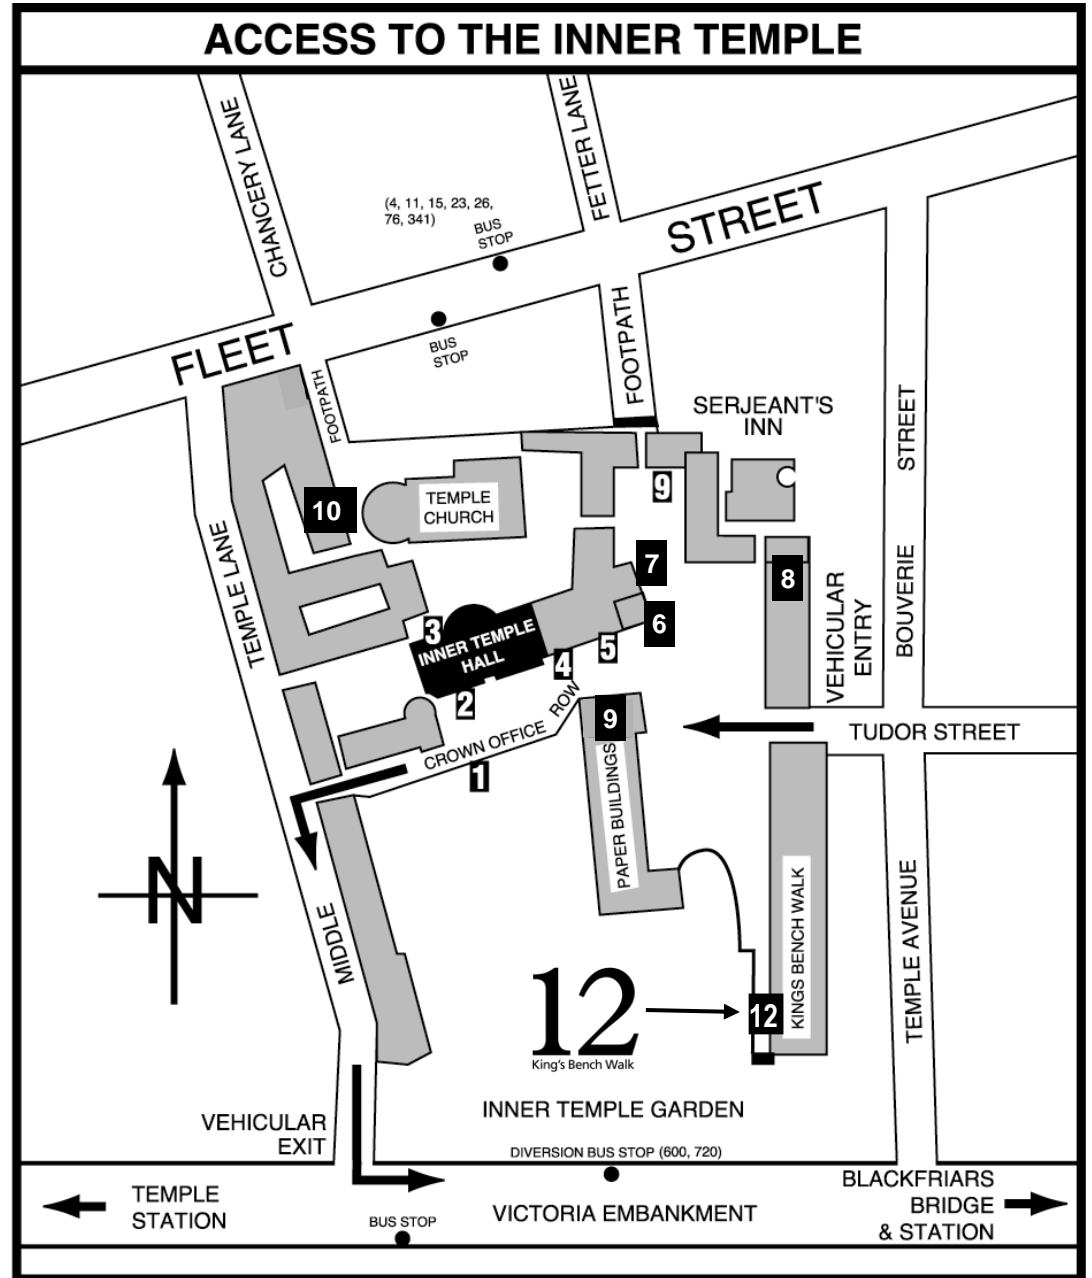 ACCESS TO THE INNER TEMPLE
CHANCERY LANE
FETTER LANE
(4, 11, 15, 23, 26,
76, 341)
BUS
STOP
STREET
FLEET
BUS
STOP
FOOTPATH
FOOTPATH
SERJEANT'S
INN
STREET
BOUVERIE
9
10
TEMPLE
CHURCH
TEMPLE LANE
7
8
6
VEHICULAR
ENTRY
3
INNER TEMPLE
HALL
5
4
2
ROW
CROWN OFFICE
1
9
PAPER BUILDINGS
TUDOR STREET
N
MIDDLE
KINGS BENCH WALK
TEMPLE AVENUE
12
King's Bench Walk
12
INNER TEMPLE GARDEN
VEHICULAR
EXIT
DIVERSION BUS STOP (600, 720)
TEMPLE
STATION
BUS STOP
VICTORIA EMBANKMENT
BLACKFRIARS
BRIDGE
& STATION